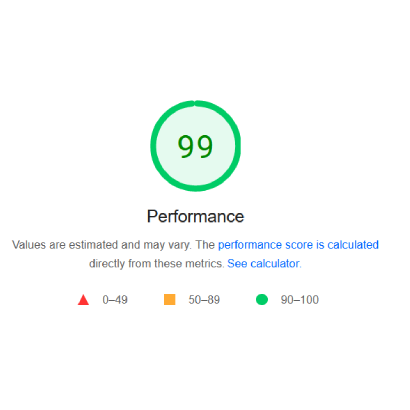 99
Performance
Values are estimated and may vary. The performance score is calculated
directly from these metrics. See calculator.
0–49 50–89 90–100